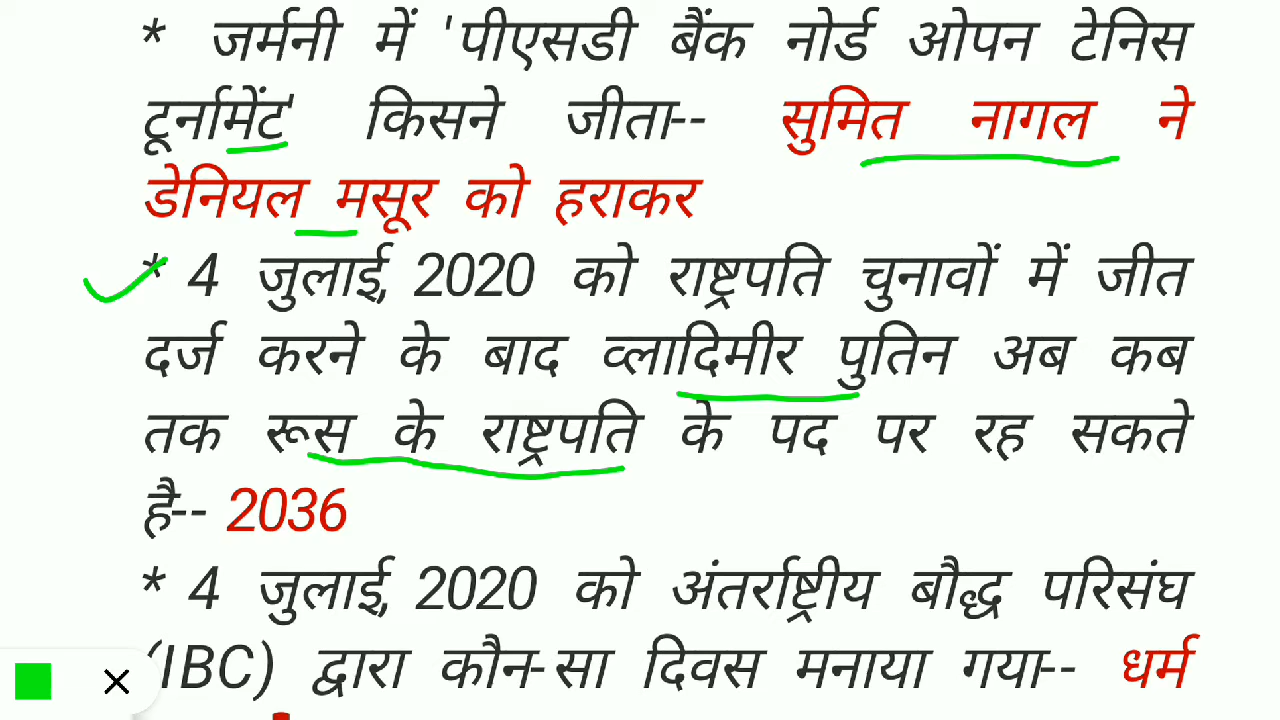 * जर्मनी में 'पीएसडी बैंक नोर्ड ओपन टेनिस
टूर्नामेंट' किसने जीता-- सुमित नागल ने
डेनियल मसूर को हराकर
* 4 जुलाई, 2020 को राष्ट्रपति चुनावों में जीत
दर्ज करने के बाद व्लादिमीर पुतिन अब कब
तक रूस के राष्ट्रपति के पद पर रह सकते
है-- 2036
* 4 जुलाई, 2020 को अंतर्राष्ट्रीय बौद्ध परिसंघ
(IBC) द्वारा कौन-सा दिवस मनाया गया-- धर्म